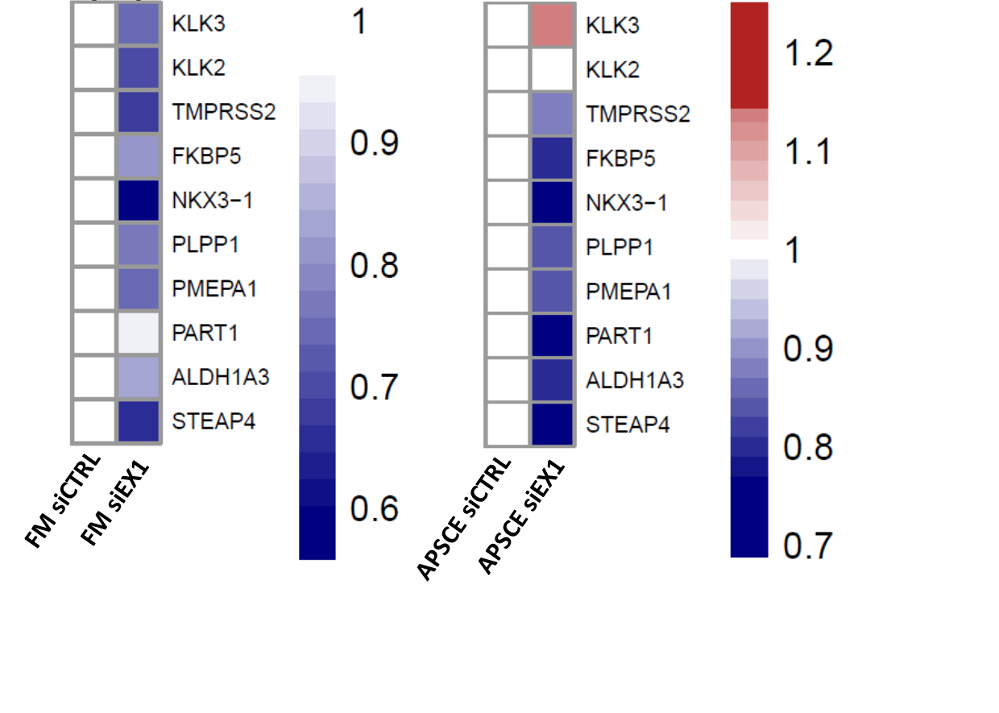 KLK3
KLK2
TMPRSS2
FKBP5
NKX3−1
PLPP1
PMEPA1
PART1
ALDH1A3
STEAP4
FM siCTRL
FM siEX1
1
0.9
0.8
0.7
0.6
KLK3
KLK2
TMPRSS2
FKBP5
NKX3−1
PLPP1
PMEPA1
PART1
ALDH1A3
STEAP4
APSCE siCTRL
APSCE siEX1
1.2
1.1
1
0.9
0.8
0.7